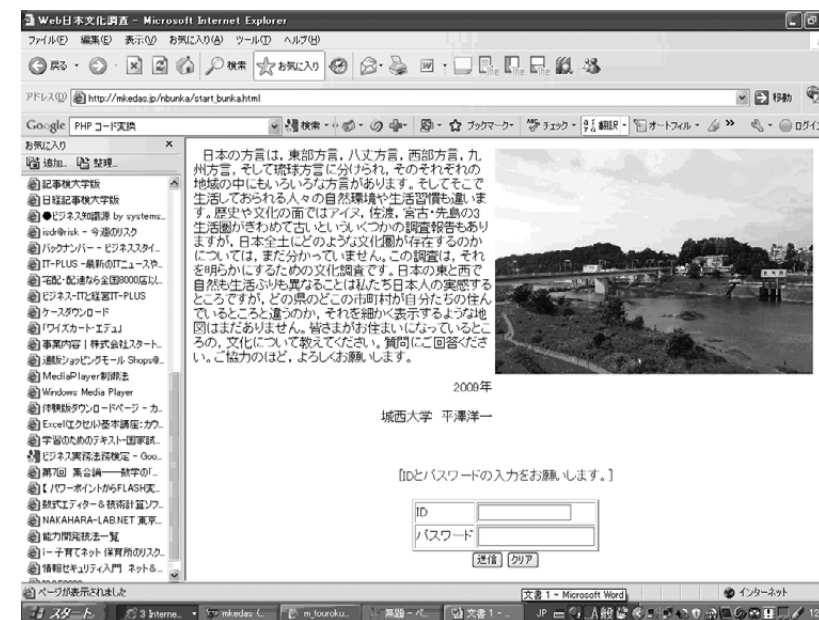 Web日本文化調査 - Microsoft Internet Explorer
ファイル(F) 編集(E) 表示(V) お気に入り(A) ツール(T) ヘルプ(H)
戻る 検索 お気に入り
アドレス(D) http://mkedas.jp/nbunka/start_bunka.html 移動
Google PHP コード実換 検索 ブックマーク チェック 翻訳 オートフィル
お気に入り
追加... 整理...
記事検大学版
日経記事検大学版
●ビジネス知識源 by systems...
isdr@risk - 今週のリスク
バックナンバー - ビジネススタイ...
IT-PLUS -最新のITニュースや...
宅配・配達なら全国8000店以...
ビジネス-ITと経営IT-PLUS
ケースダウンロード
「ワイズカート・エデュ」
事業内容 | 株式会社スタート...
通販ショッピングモール Shops@...
MediaPlayer制御法
Windows Media Player
体験版ダウンロードページ - カ...
Excel(エクセル)基本講座:カウ...
学習のためのテキスト-国家試...
ビジネス実務法務検定 - Goo...
第7回 集合論――数学の「...
【パワーポイントからFLASH変...
数式エディター & 技術計算ソフ...
NAKAHARA-LAB.NET 東京...
能力開発技法一覧
i-子育てネット 保育所のリスク...
情報セキュリティ入門 ネット&...
日本の方言は，東部方言，八丈方言，西部方言，九
州方言，そして琉球方言に分けられ，そのそれぞれの
地域の中にもいろいろな方言があります。そしてそこで
生活しておられる人々の自然環境や生活習慣も違いま
す。歴史や文化の面ではアイヌ，佐渡，宮古・先島の3
生活圏がきわめて古いといういくつかの調査報告もあり
ますが，日本全土にどのような文化圏が存在するのか
については，まだ分かっていません。この調査は，それ
を明らかにするための文化調査です。日本の東と西で
自然も生活ぶりも異なることは私たち日本人の実感する
ところですが，どの県のどこの市町村が自分たちの住ん
でいるところと違うのか，それを細かく表示するような地
図はまだありません。皆さまがお住まいになっているとこ
ろの，文化について教えてください。質問にご回答くださ
い。ご協力のほど，よろしくお願いします。
2009年
城西大学 平澤洋一
[IDとパスワードの入力をお願いします。]
ID
パスワード
送信 クリア
ページが表示されました
文書 1 - Microsoft Word
インターネット
スタート 3 Interne... mkedas (... m_touroku... 無題 - ペ... 文書 1 - ... JP A 般 12